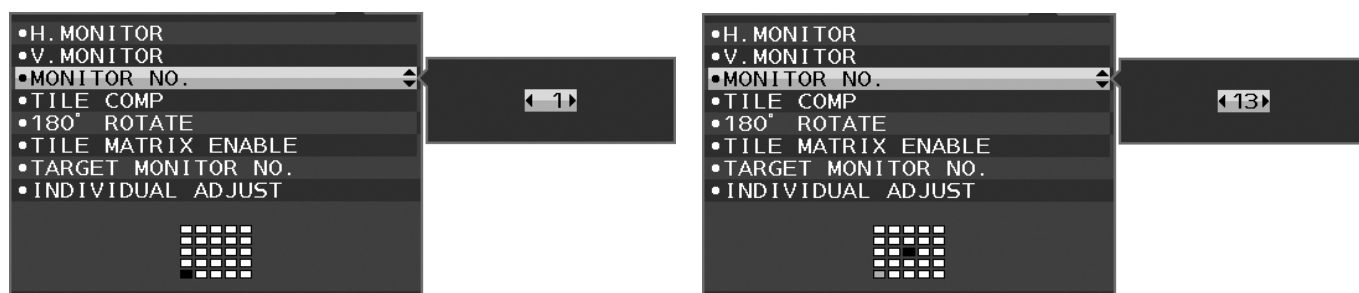 •H.MONITOR
•V.MONITOR
•MONITOR NO.
1
•TILE COMP
•180° ROTATE
•TILE MATRIX ENABLE
•TARGET MONITOR NO.
•INDIVIDUAL ADJUST
•H.MONITOR
•V.MONITOR
•MONITOR NO.
13
•TILE COMP
•180° ROTATE
•TILE MATRIX ENABLE
•TARGET MONITOR NO.
•INDIVIDUAL ADJUST